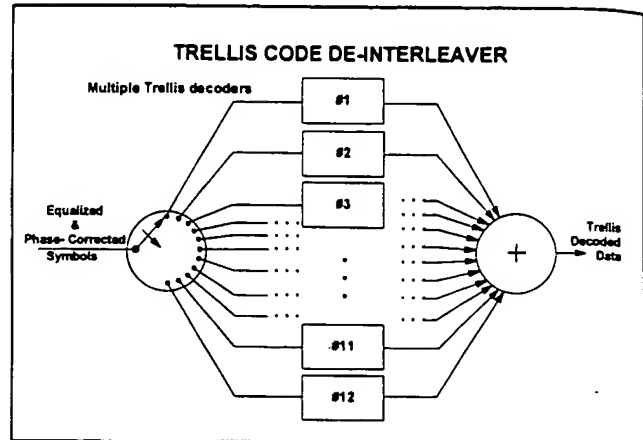 TRELLIS CODE DE-INTERLEAVER
Multiple Trellis decoders
#1
#2
#3
Equalized
&
Phase- Corrected
Symbols
+
Trellis
Decoded
Data
#11
#12